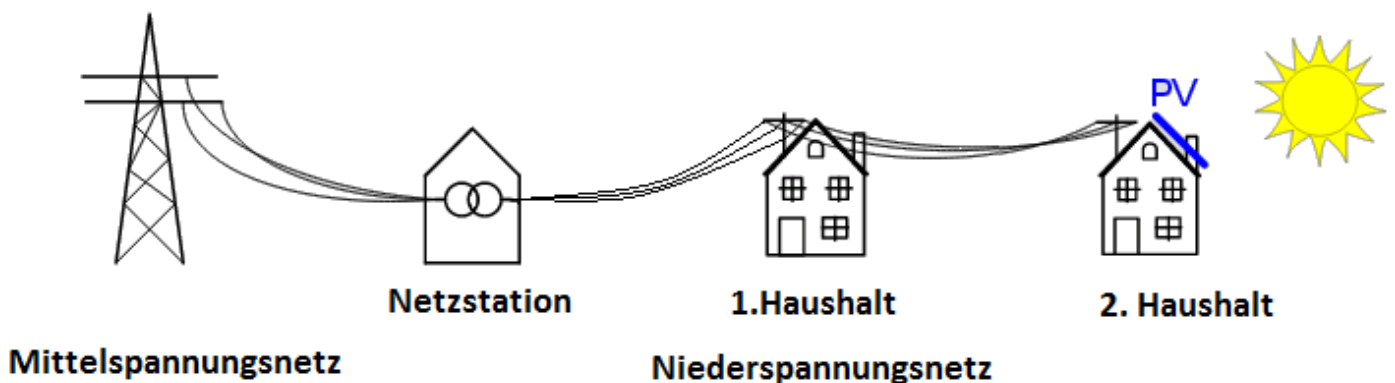 PV
Netzstation
1.Haushalt
2. Haushalt
Mittelspannungsnetz
Niederspannungsnetz